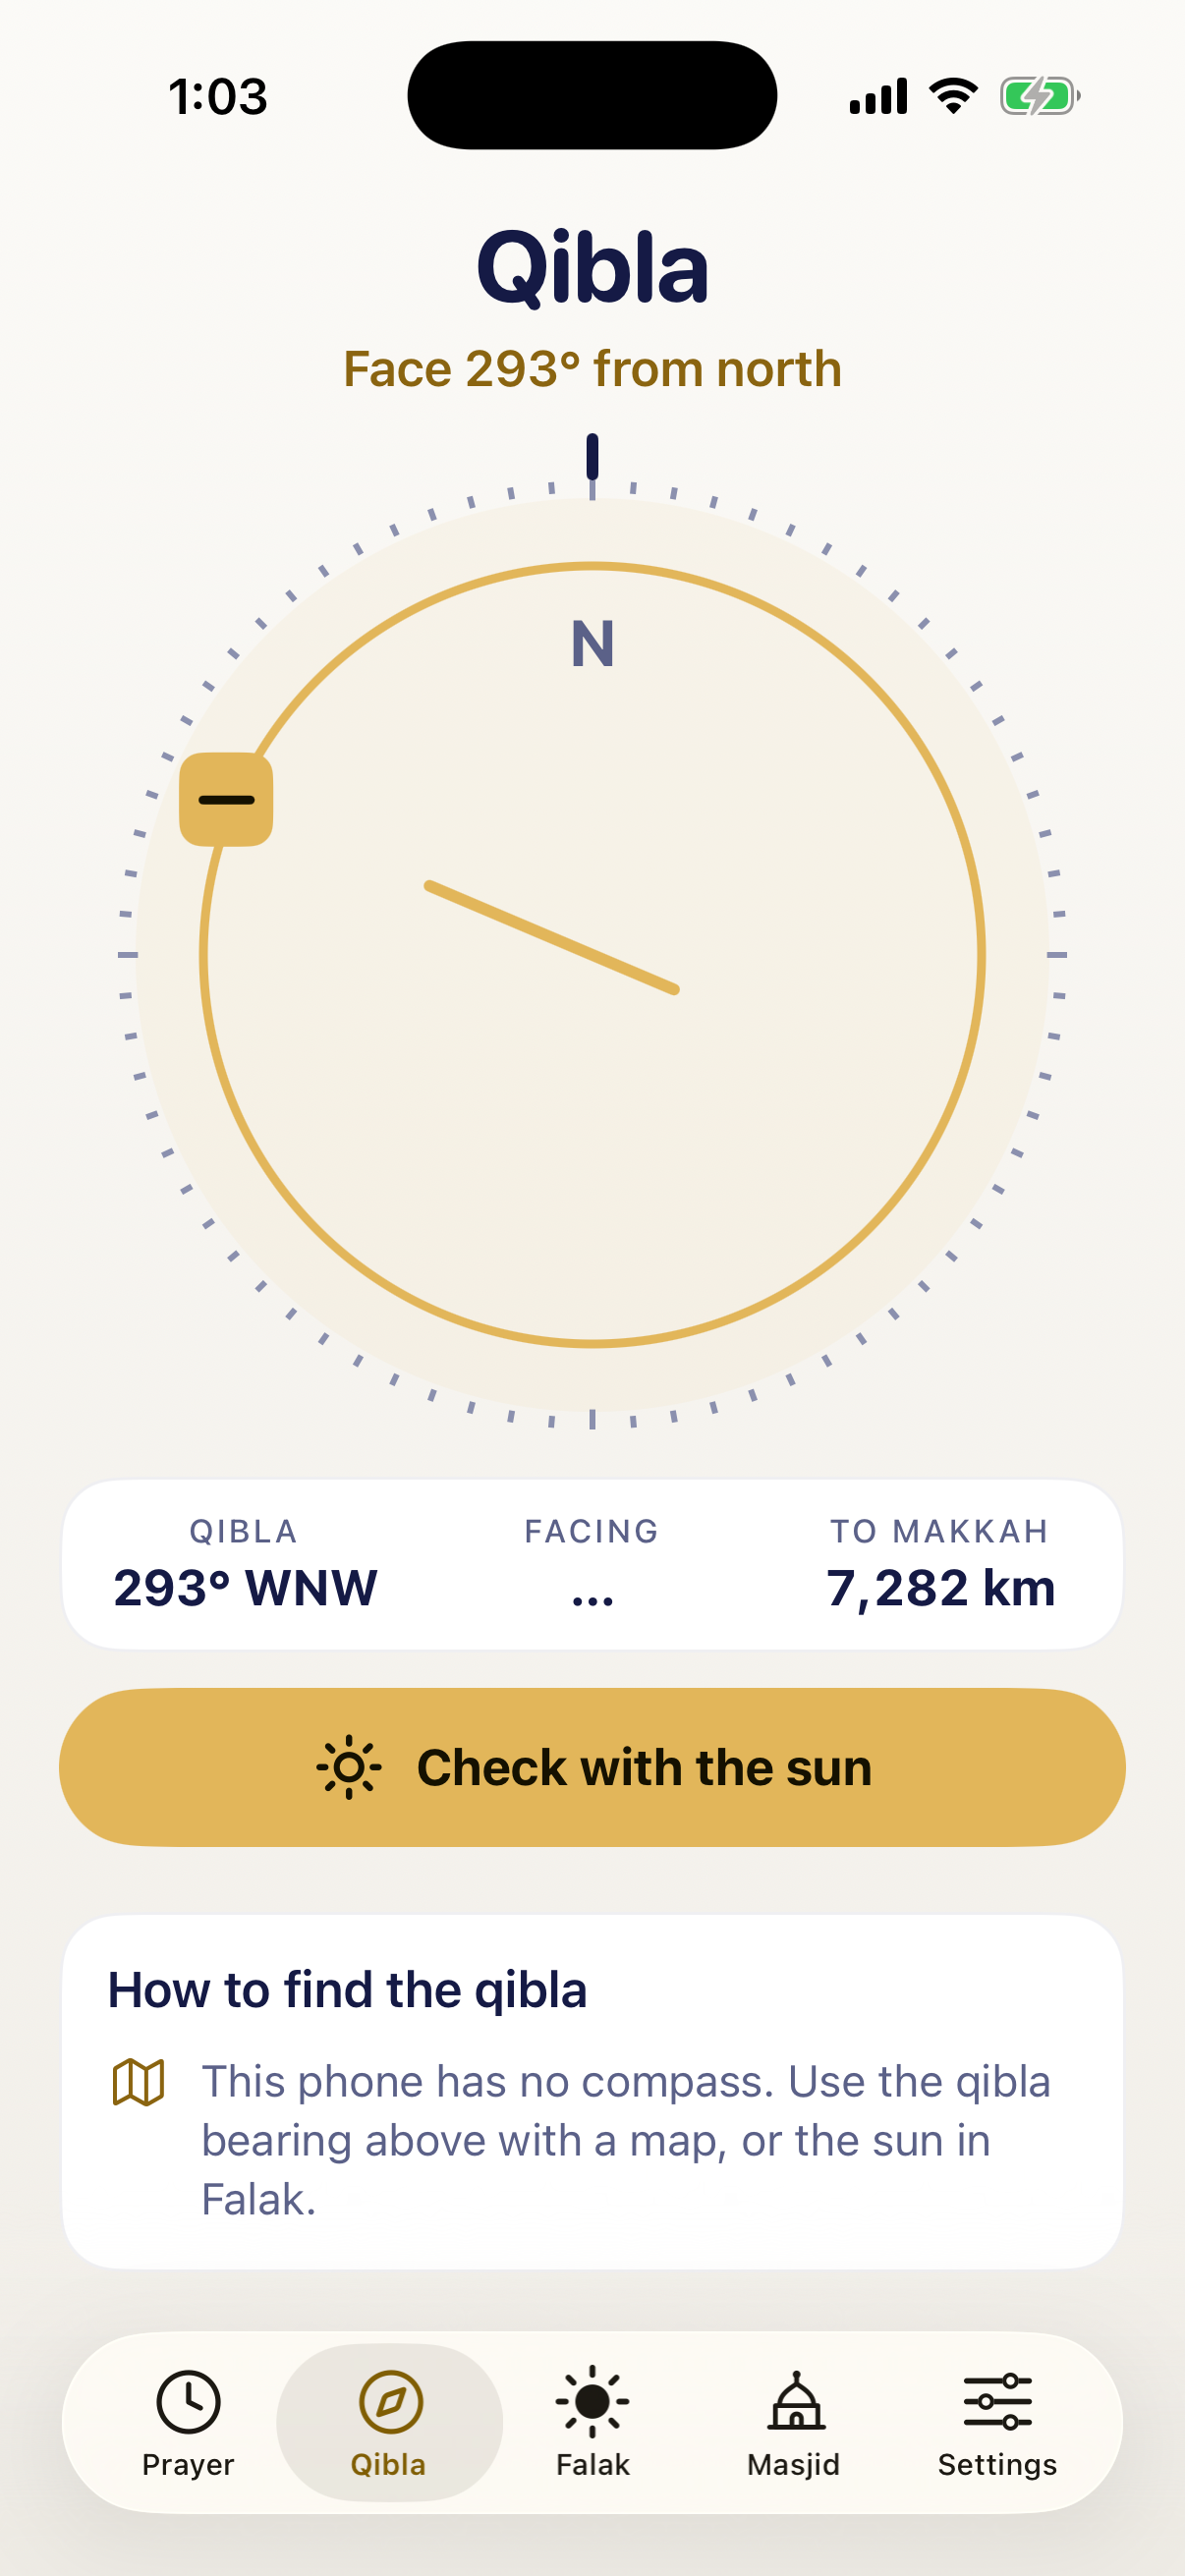 1:03
Qibla
Face 293° from north
N
QIBLA
293° WNW
FACING
...
TO MAKKAH
7,282 km
Check with the sun
How to find the qibla
This phone has no compass. Use the qibla
bearing above with a map, or the sun in
Falak.
Prayer
Qibla
Falak
Masjid
Settings